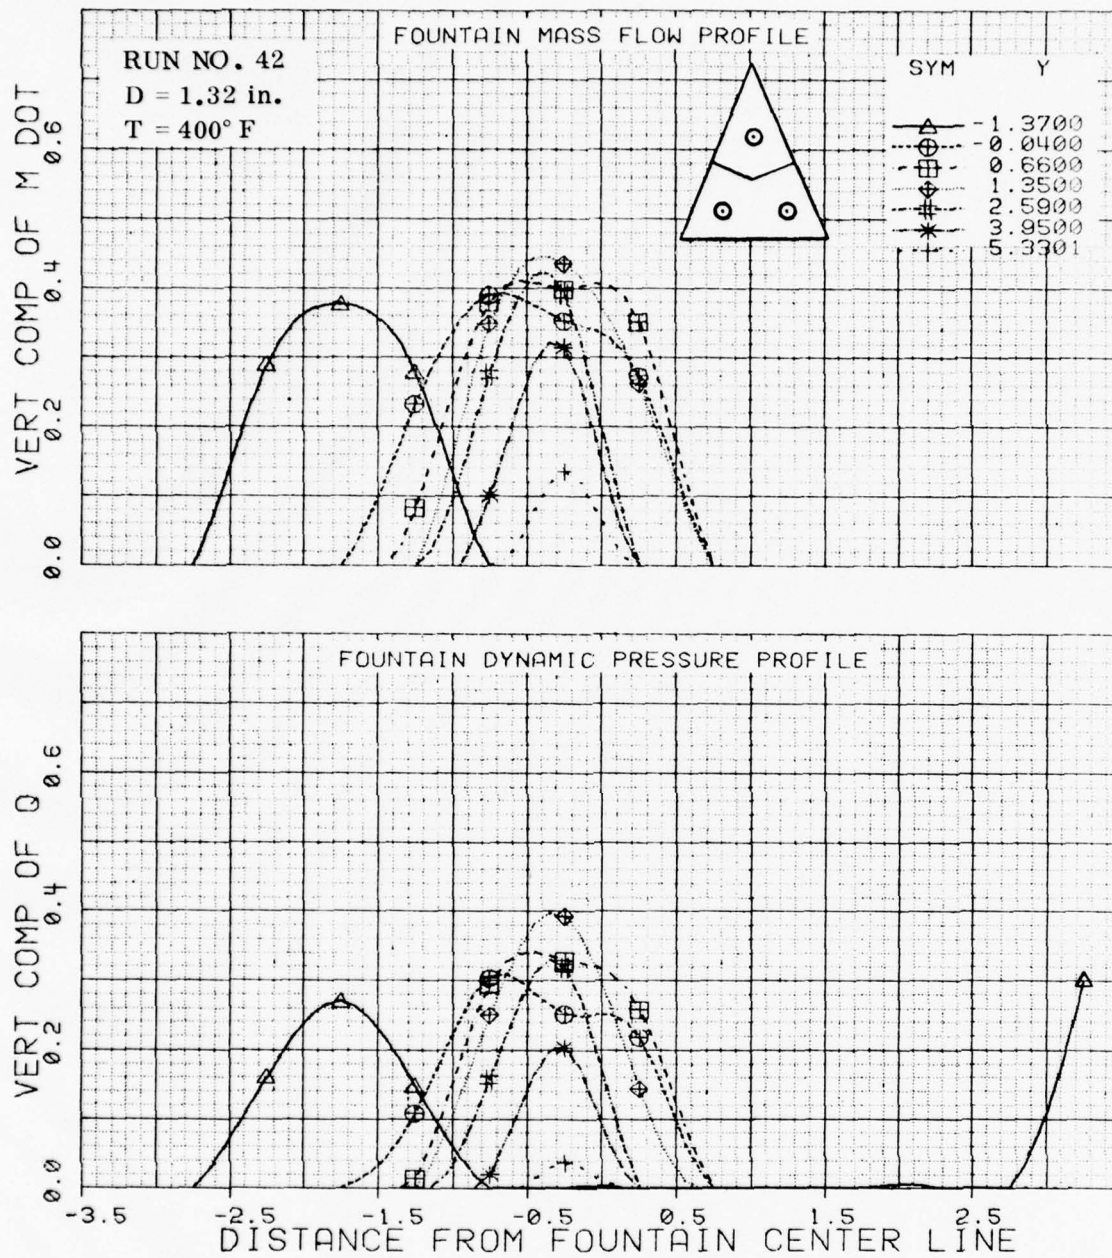 FOUNTAIN MASS FLOW PROFILE
RUN NO. 42
D = 1.32 in.
T = 400° F
SYM Y
-1.3700
-0.0400
0.6600
1.3500
2.5900
3.9500
5.3301
VERT COMP OF M DOT
0.6
0.4
0.2
0.0
FOUNTAIN DYNAMIC PRESSURE PROFILE
VERT COMP OF Q
0.6
0.4
0.2
0.0
-3.5 -2.5 -1.5 -0.5 0.5 1.5 2.5
DISTANCE FROM FOUNTAIN CENTER LINE